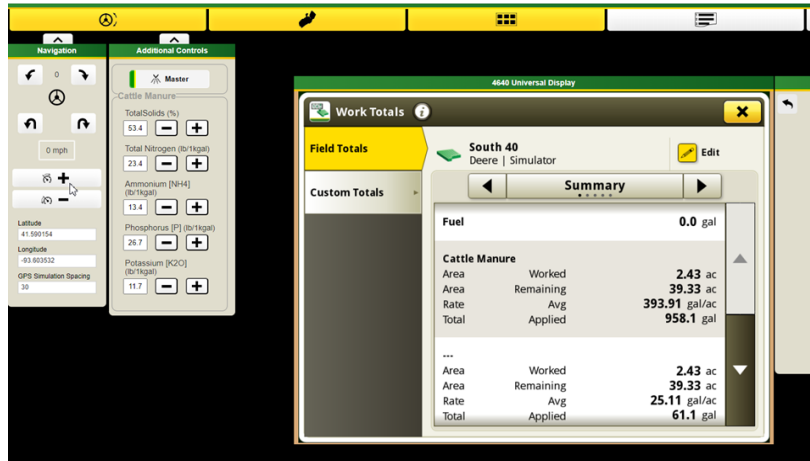 Navigation
0
0 mph
Latitude
41.590154
Longitude
-93.603532
GPS Simulation Spacing
30
Additional Controls
Master
Cattle Manure
TotalSolids (%)
53.4
Total Nitrogen (lb/1kgal)
23.4
Ammonium [NH4]
(lb/1kgal)
13.4
Phosphorus [P] (lb/1kgal)
26.7
Potassium [K2O]
(lb/1kgal)
11.7
4640 Universal Display
Work Totals
Field Totals
Custom Totals
South 40
Deere | Simulator
Edit
Summary
Fuel 0.0 gal
Cattle Manure
Area Worked 2.43 ac
Area Remaining 39.33 ac
Rate Avg 393.91 gal/ac
Total Applied 958.1 gal
---
Area Worked 2.43 ac
Area Remaining 39.33 ac
Rate Avg 25.11 gal/ac
Total Applied 61.1 gal